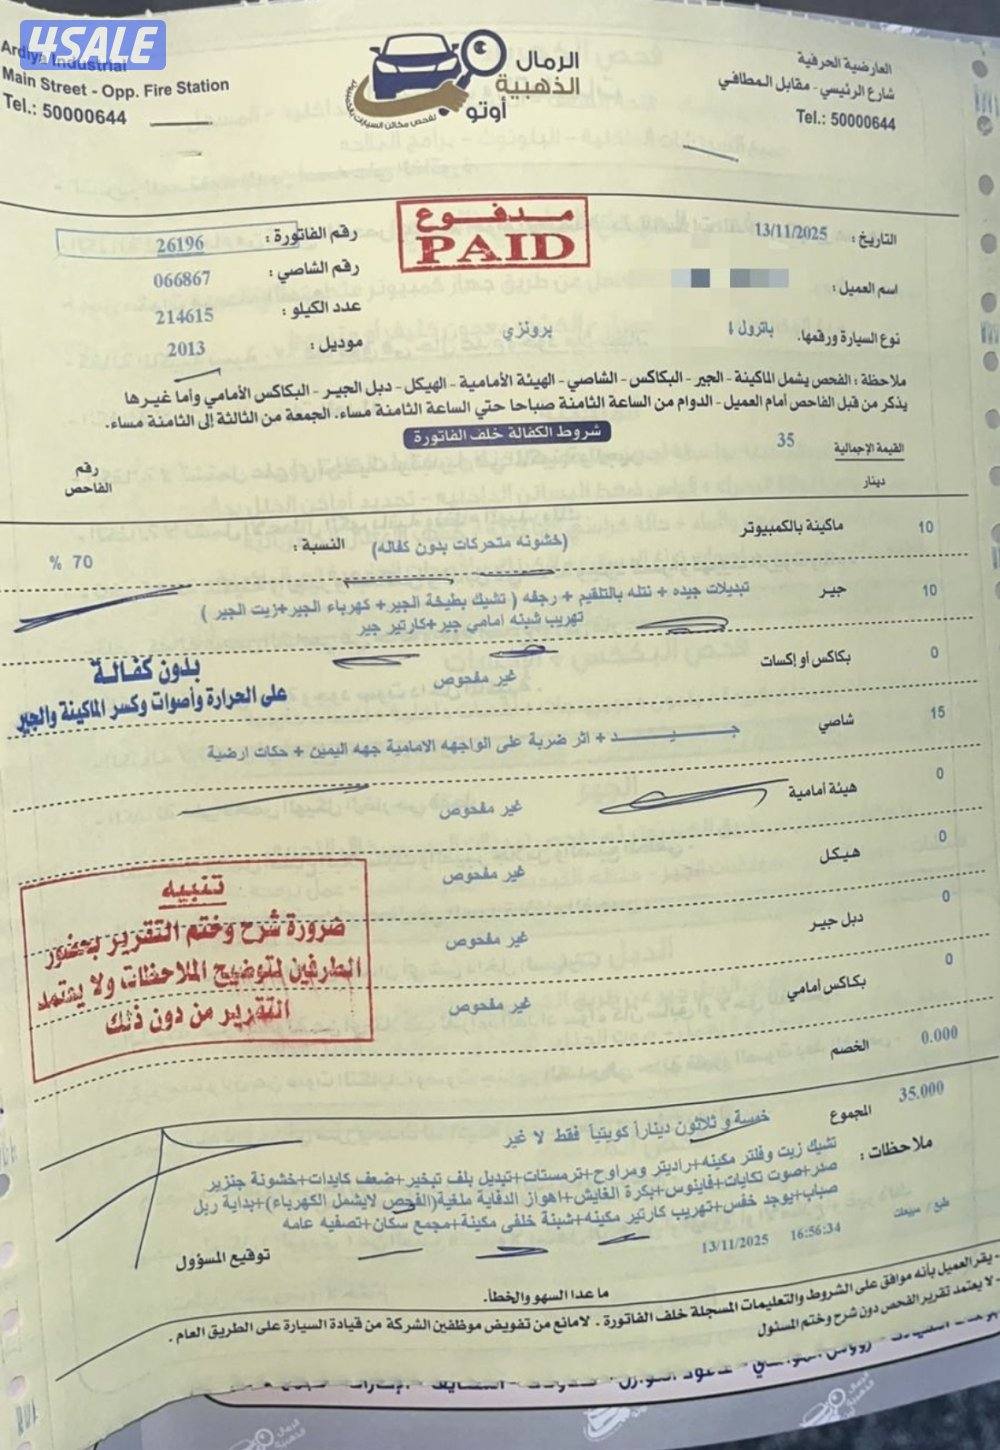 4SALE
Ardiya Industrial
Main Street - Opp. Fire Station
Tel.: 50000644
الرمال
الذهبية
أوتو
لفحص مكائن السيارات
العارضية الحرفية
شارع الرئيسي - مقابل المطافي
Tel.: 50000644
مدفوع
PAID
التاريخ : 13/11/2025
رقم الفاتورة : 26196
اسم العميل :
رقم الشاصي : 066867
نوع السيارة ورقمها. باترول ا برونزي
عدد الكيلو : 214615
موديل : 2013
ملاحظة : الفحص يشمل الماكينة - الجير - البكاكس - الشاصي - الهيئة الأمامية - الهيكل - دبل الجير - البكاكس الأمامي وأما غيرها
يذكر من قبل الفاحص أمام العميل - الدوام من الساعة الثامنة صباحا حتي الساعة الثامنة مساء. الجمعة من الثالثة إلى الثامنة مساء.
شروط الكفالة خلف الفاتورة
القيمة الإجمالية 35
دينار
رقم
الفاحص
10 ماكينة بالكمبيوتر (خشونه متحركات بدون كفاله) النسبة : 70 %
10 جير تبديلات جيده + نتله بالتلقيم + رجفه ( تشيك بطيخة الجير+ كهرباء الجير+زيت الجير )
تهريب شبنه أمامي جير+كارتير جير
0 بكاكس أو إكسات غير مفحوص
بدون كفالة
على الحرارة وأصوات وكسر الماكينة والجير
15 شاصي جـــيـــد + اثر ضربة على الواجهه الامامية جهه اليمين + حكات ارضية
0 هيئة أمامية غير مفحوص
0 هيكل غير مفحوص
0 دبل جير غير مفحوص
0 بكاكس أمامي غير مفحوص
تنبيه
ضرورة شرح وختم التقرير بحضور
الطرفين لتوضيح الملاحظات ولا يعتمد
التقرير من دون ذلك
0.000 الخصم
35.000 المجموع خمسة و ثلاثون ديناراً كويتياً فقط لا غير
ملاحظات : تشيك زيت وفلتر مكينه+راديتر ومراوح+ترمستات+تبديل بلف تبخير+ضعف كايدات+خشونة جنزير
صدر+صوت تكايات+فاينوس+بكرة الغايش+اهواز الدفاية ملغية(الفحص لايشمل الكهرباء)+بداية ربل
صباب+يوجد خفس+تهريب كارتير مكينه+شبنة خلفي مكينة+مجمع سكان+تصفيه عامه
طبع / مبيعات 16:56:34 13/11/2025
توقيع المسؤول
ما عدا السهو والخطأ.
- يقر العميل بأنه موافق على الشروط والتعليمات المسجلة خلف الفاتورة . لامانع من تفويض موظفين الشركة من قيادة السيارة على الطريق العام .
- لا يعتمد تقرير الفحص دون شرح وختم المسئول